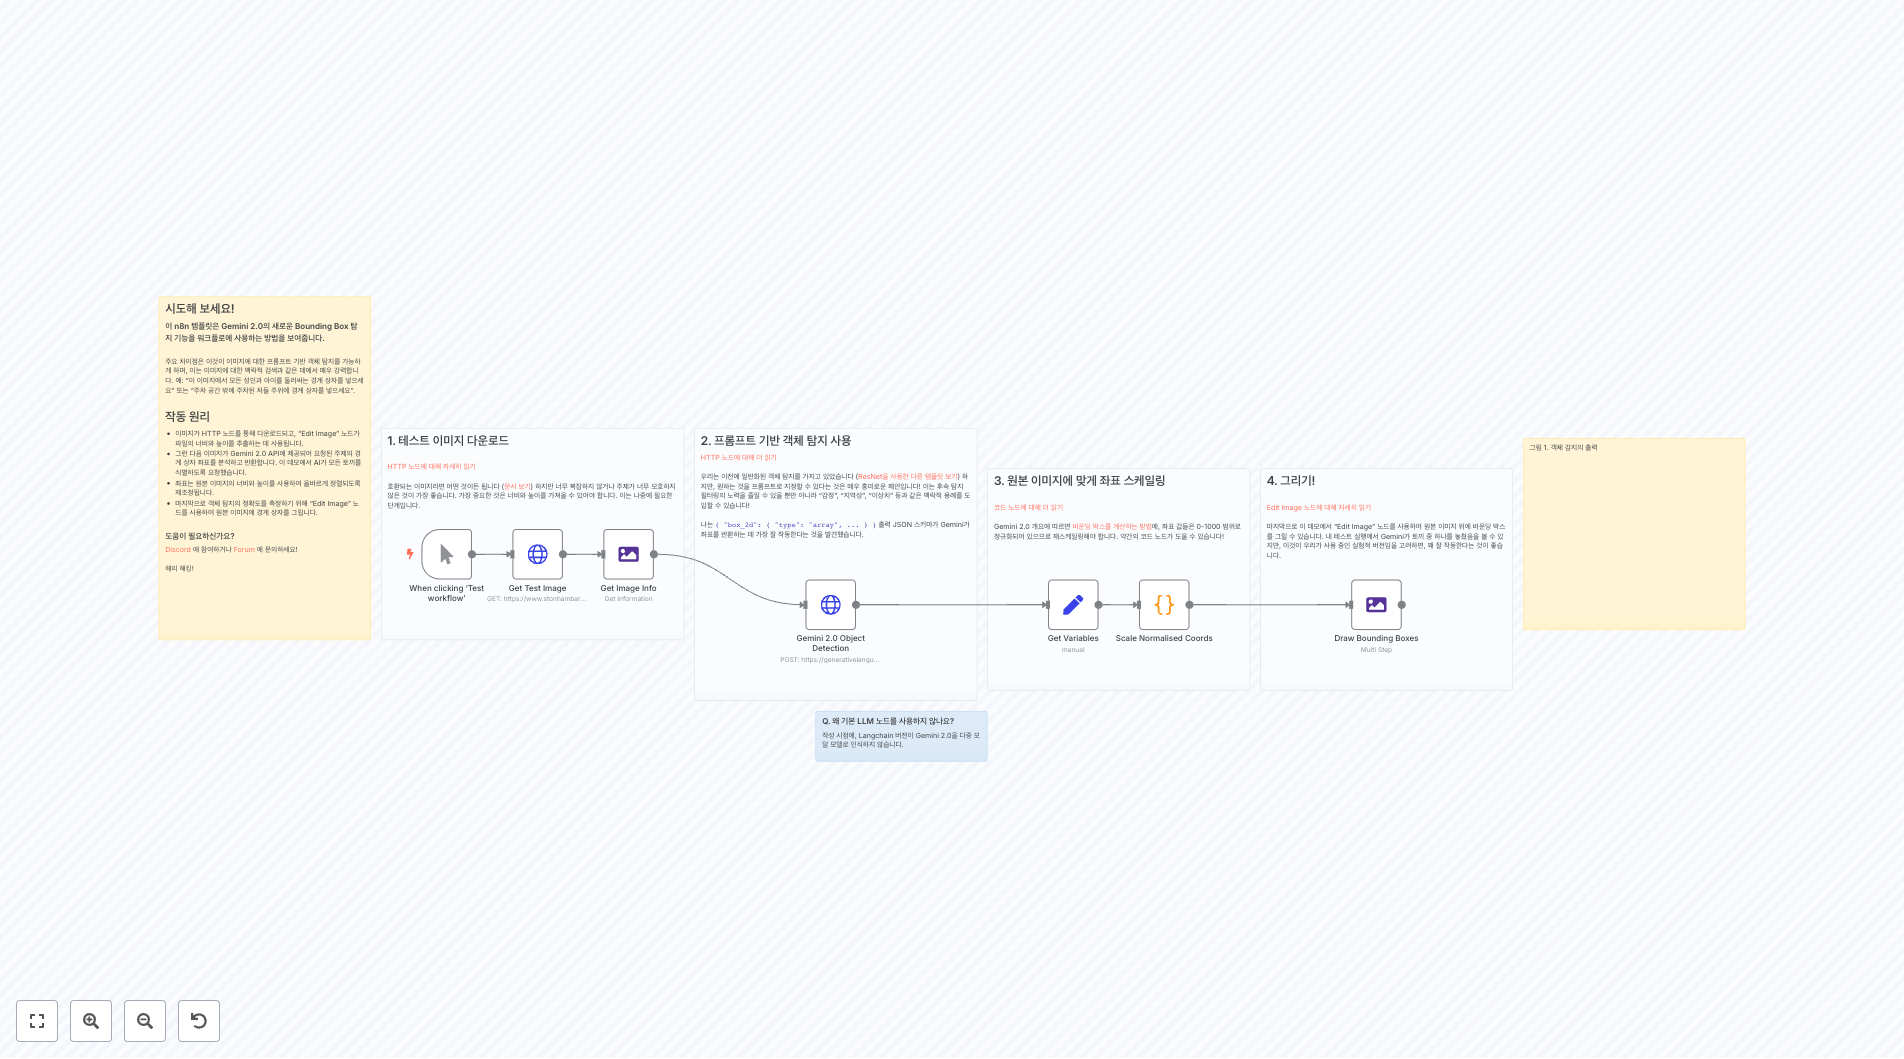 시도해 보세요!
이 n8n 템플릿은 Gemini 2.0의 새로운 Bounding Box 탐
지 기능을 워크플로에 사용하는 방법을 보여줍니다.
주요 차이점은 이것이 이미지에 대한 프롬프트 기반 객체 탐지를 가능하
게 하며, 이는 이미지에 대한 맥락적 검색과 같은 데에서 매우 강력합니
다. 예: "이 이미지에서 모든 성인과 아이를 둘러싸는 경계 상자를 넣으세
요" 또는 "주차 공간 밖에 주차된 차들 주위에 경계 상자를 넣으세요".
작동 원리
• 이미지가 HTTP 노드를 통해 다운로드되고, "Edit Image" 노드가
파일의 너비와 높이를 추출하는 데 사용됩니다.
• 그런 다음 이미지가 Gemini 2.0 API에 제공되어 요청된 주제의 경
계 상자 좌표를 분석하고 반환합니다. 이 데모에서 AI가 모든 토끼를
식별하도록 요청했습니다.
• 좌표는 원본 이미지의 너비와 높이를 사용하여 올바르게 정렬되도록
재조정됩니다.
• 마지막으로 객체 탐지의 정확도를 측정하기 위해 "Edit Image" 노
드를 사용하여 원본 이미지에 경계 상자를 그립니다.
도움이 필요하신가요?
Discord 에 참여하거나 Forum 에 문의하세요!
해피 해킹!
1. 테스트 이미지 다운로드
HTTP 노드에 대해 자세히 읽기
호환되는 이미지라면 어떤 것이든 됩니다 (문서 보기) 하지만 너무 복잡하지 않거나 주제가 너무 모호하지
않은 것이 가장 좋습니다. 가장 중요한 것은 너비와 높이를 가져올 수 있어야 합니다. 이는 나중에 필요한
단계입니다.
When clicking ‘Test
workflow’
Get Test Image
GET: https://www.stonhambar...
Get Image Info
Get Information
2. 프롬프트 기반 객체 탐지 사용
HTTP 노드에 대해 더 읽기
우리는 이전에 일반화된 객체 탐지를 가지고 있었습니다 (ResNet을 사용한 다른 템플릿 보기) 하
지만, 원하는 것을 프롬프트로 지정할 수 있다는 것은 매우 흥미로운 제안입니다! 이는 후속 탐지
필터링의 노력을 줄일 수 있을 뿐만 아니라 "감정", "지역성", "이상치" 등과 같은 맥락적 용례를 도
입할 수 있습니다!
나는 { "box_2d": { "type": "array", ... } } 출력 JSON 스키마가 Gemini가
좌표를 반환하는 데 가장 잘 작동한다는 것을 발견했습니다.
Gemini 2.0 Object
Detection
POST: https://generativelangu...
Q. 왜 기본 LLM 노드를 사용하지 않나요?
작성 시점에, Langchain 버전이 Gemini 2.0을 다중 모
달 모델로 인식하지 않습니다.
3. 원본 이미지에 맞게 좌표 스케일링
코드 노드에 대해 더 읽기
Gemini 2.0 개요에 따르면 바운딩 박스를 계산하는 방법에, 좌표 값들은 0-1000 범위로
정규화되어 있으므로 재스케일링해야 합니다. 약간의 코드 노드가 도울 수 있습니다!
Get Variables
manual
Scale Normalised Coords
4. 그리기!
Edit Image 노드에 대해 자세히 읽기
마지막으로 이 데모에서 "Edit Image" 노드를 사용하여 원본 이미지 위에 바운딩 박스
를 그릴 수 있습니다. 내 테스트 실행에서 Gemini가 토끼 중 하나를 놓쳤음을 볼 수 있
지만, 이것이 우리가 사용 중인 실험적 버전임을 고려하면, 꽤 잘 작동한다는 것이 좋습
니다.
Draw Bounding Boxes
Multi Step
그림 1. 객체 감지의 출력